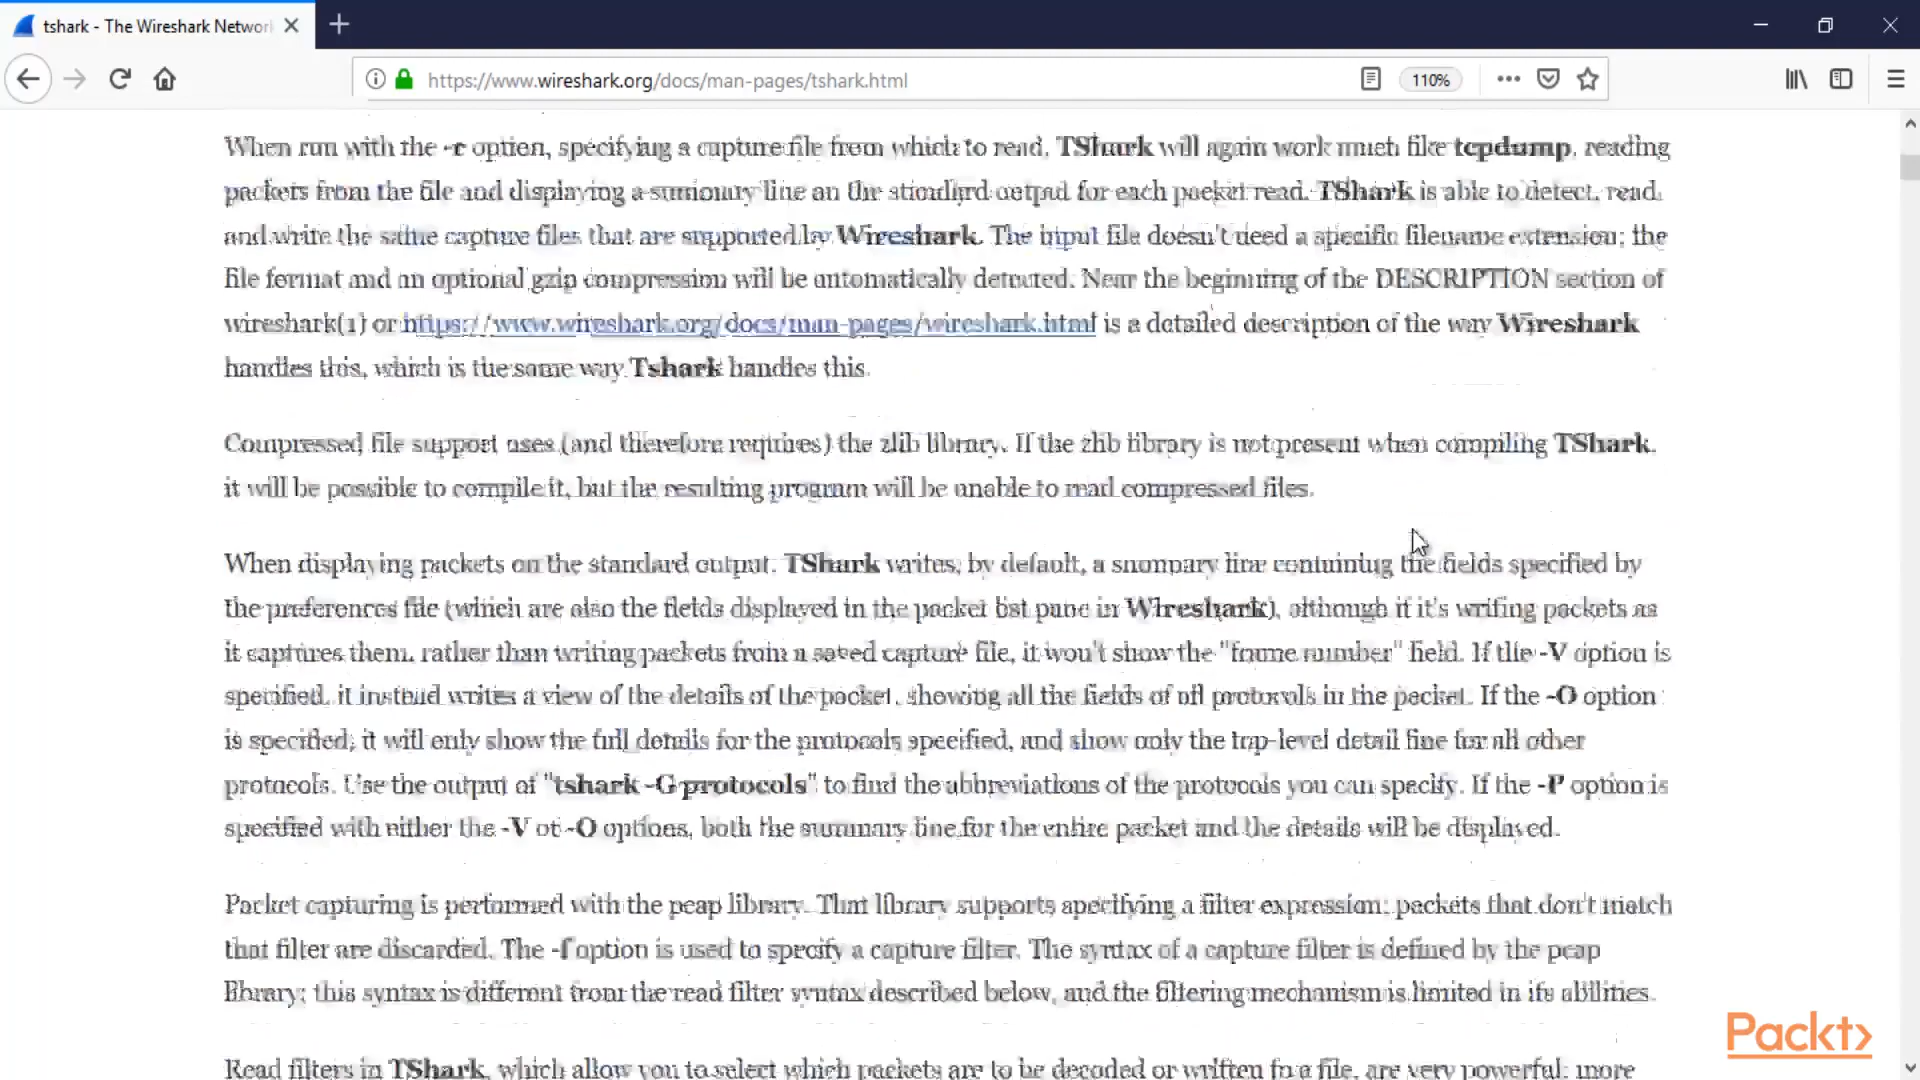 tshark - The Wireshark Networ
https://www.wireshark.org/docs/man-pages/tshark.html
110%
When run with the -r option, specifying a capture file from which to read, TShark will again work much like tcpdump, reading
packets from the file and displaying a summary line on the standard output for each packet read. TShark is able to detect, read
and write the same capture files that are supported by Wireshark. The input file doesn't need a specific filename extension; the
file format and an optional gzip compression will be automatically detected. Near the beginning of the DESCRIPTION section of
wireshark(1) or https://www.wireshark.org/docs/man-pages/wireshark.html is a detailed description of the way Wireshark
handles this, which is the same way Tshark handles this.
Compressed file support uses (and therefore requires) the zlib library. If the zlib library is not present when compiling TShark,
it will be possible to compile it, but the resulting program will be unable to read compressed files.
When displaying packets on the standard output, TShark writes, by default, a summary line containing the fields specified by
the preferences file (which are also the fields displayed in the packet list pane in Wireshark), although if it's writing packets as
it captures them, rather than writing packets from a saved capture file, it won't show the "frame number" field. If the -V option is
specified, it instead writes a view of the details of the packet, showing all the fields of all protocols in the packet. If the -O option
is specified, it will only show the full details for the protocols specified, and show only the top-level detail line for all other
protocols. Use the output of "tshark -G protocols" to find the abbreviations of the protocols you can specify. If the -P option is
specified with either the -V or -O options, both the summary line for the entire packet and the details will be displayed.
Packet capturing is performed with the pcap library. That library supports specifying a filter expression; packets that don't match
that filter are discarded. The -f option is used to specify a capture filter. The syntax of a capture filter is defined by the pcap
library; this syntax is different from the read filter syntax described below, and the filtering mechanism is limited in its abilities.
Read filters in TShark, which allow you to select which packets are to be decoded or written to a file, are very powerful; more
Packt>